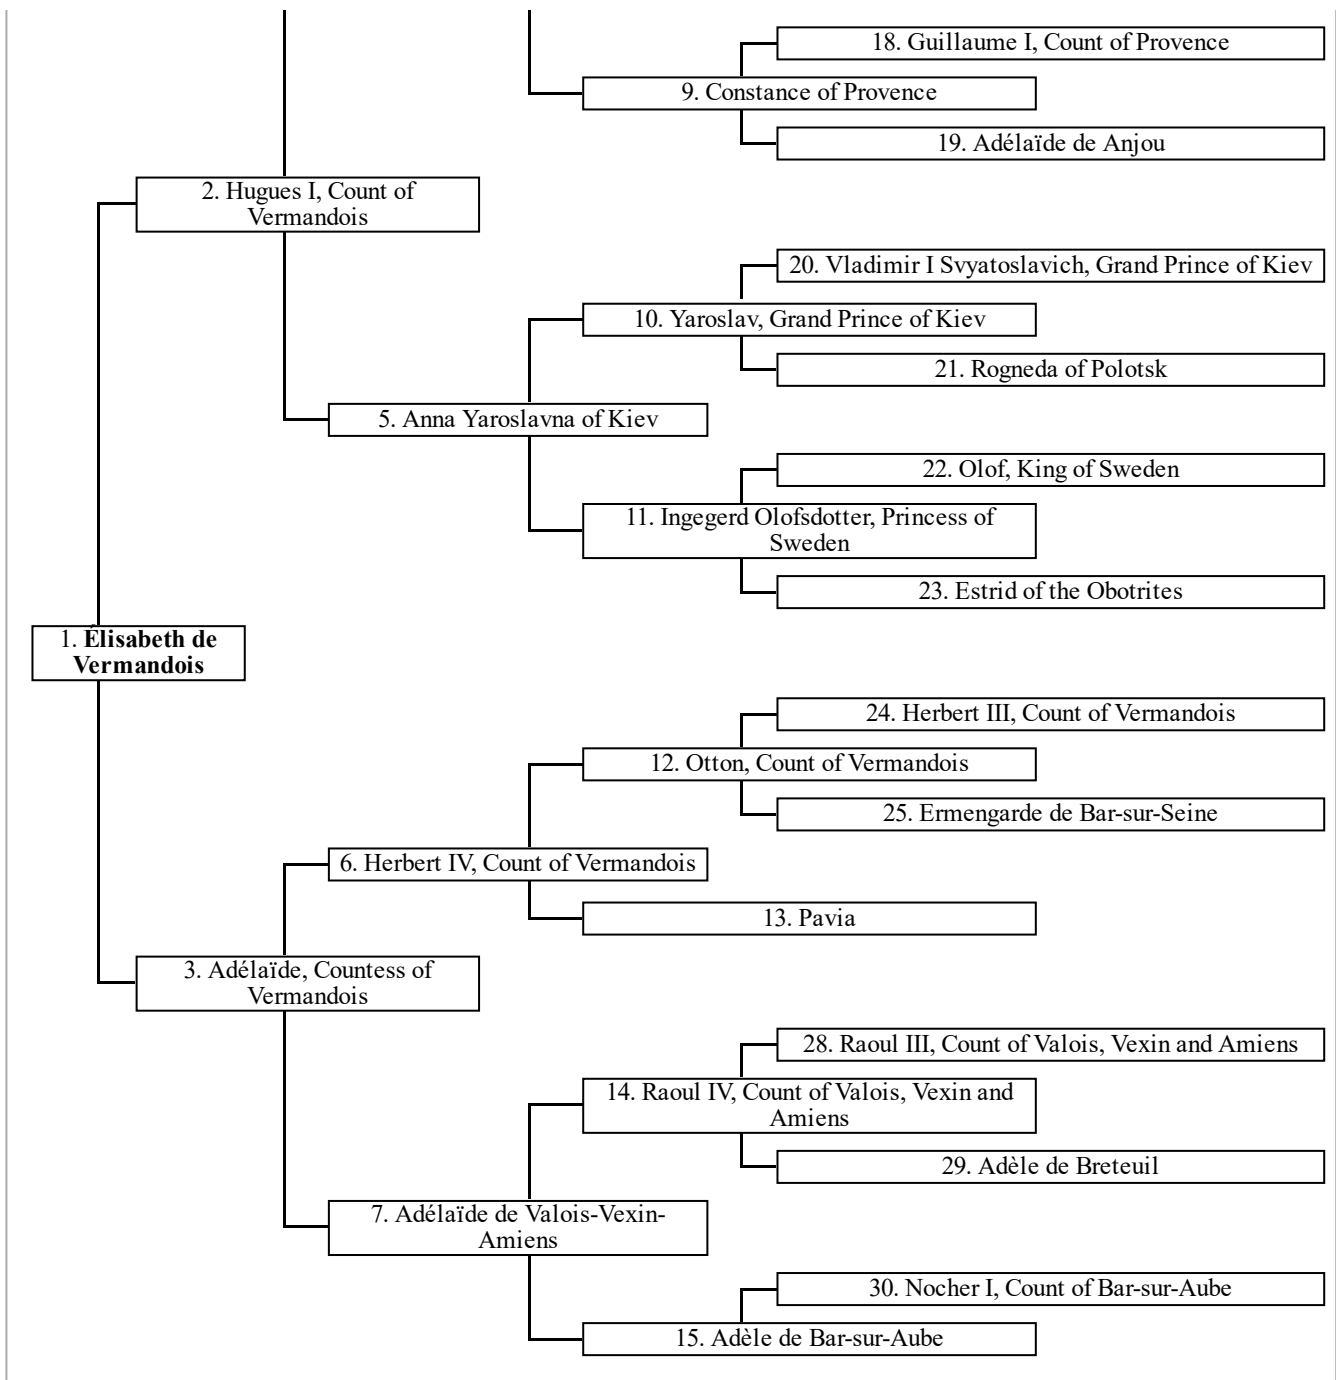 18. Guillaume I, Count of Provence
9. Constance of Provence
19. Adélaïde de Anjou
2. Hugues I, Count of
Vermandois
20. Vladimir I Svyatoslavich, Grand Prince of Kiev
10. Yaroslav, Grand Prince of Kiev
21. Rogneda of Polotsk
5. Anna Yaroslavna of Kiev
22. Olof, King of Sweden
11. Ingegerd Olofsdotter, Princess of
Sweden
23. Estrid of the Obotrites
1. Élisabeth de
Vermandois
24. Herbert III, Count of Vermandois
12. Otton, Count of Vermandois
25. Ermengarde de Bar-sur-Seine
6. Herbert IV, Count of Vermandois
13. Pavia
3. Adélaïde, Countess of
Vermandois
28. Raoul III, Count of Valois, Vexin and Amiens
14. Raoul IV, Count of Valois, Vexin and
Amiens
29. Adèle de Breteuil
7. Adélaïde de Valois-Vexin-
Amiens
30. Nocher I, Count of Bar-sur-Aube
15. Adèle de Bar-sur-Aube